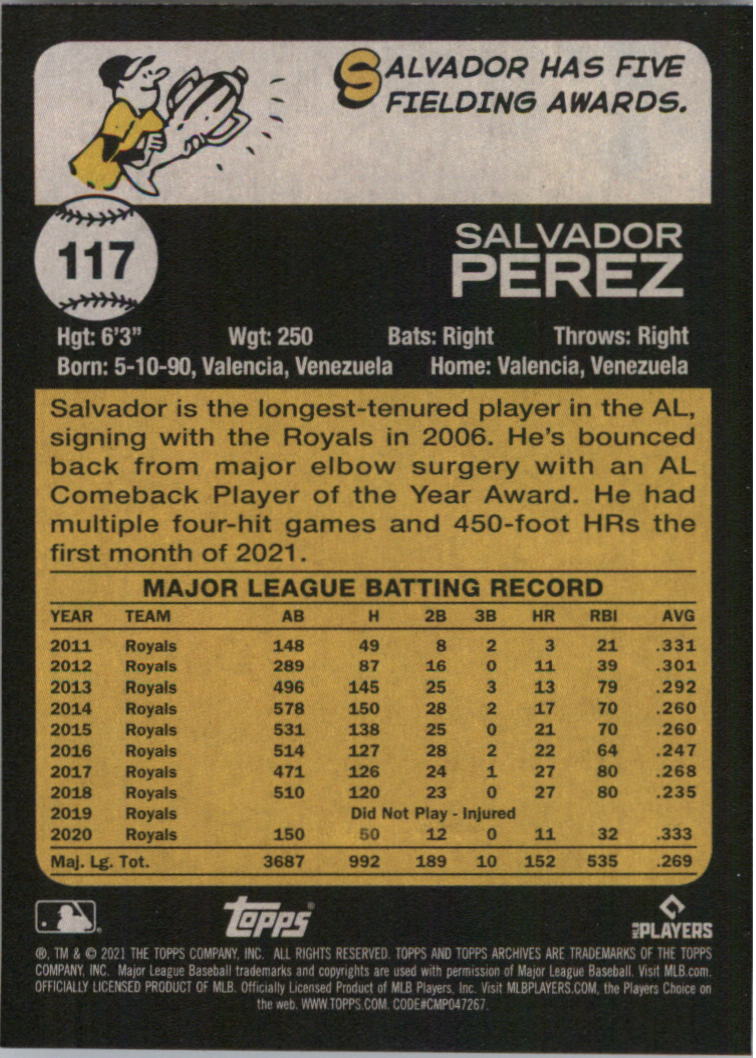 SALVADOR HAS FIVE
FIELDING AWARDS.
117
SALVADOR
PEREZ
Hgt: 6'3" Wgt: 250 Bats: Right Throws: Right
Born: 5-10-90, Valencia, Venezuela Home: Valencia, Venezuela
Salvador is the longest-tenured player in the AL,
signing with the Royals in 2006. He's bounced
back from major elbow surgery with an AL
Comeback Player of the Year Award. He had
multiple four-hit games and 450-foot HRs the
first month of 2021.
MAJOR LEAGUE BATTING RECORD
YEAR TEAM AB H 2B 3B HR RBI AVG
2011 Royals 148 49 8 2 3 21 .331
2012 Royals 289 87 16 0 11 39 .301
2013 Royals 496 145 25 3 13 79 .292
2014 Royals 578 150 28 2 17 70 .260
2015 Royals 531 138 25 0 21 70 .260
2016 Royals 514 127 28 2 22 64 .247
2017 Royals 471 126 24 1 27 80 .268
2018 Royals 510 120 23 0 27 80 .235
2019 Royals Did Not Play - Injured
2020 Royals 150 50 12 0 11 32 .333
Maj. Lg. Tot. 3687 992 189 10 152 535 .269
Topps
MLB PLAYERS
®, TM & © 2021 THE TOPPS COMPANY, INC. ALL RIGHTS RESERVED. TOPPS AND TOPPS ARCHIVES ARE TRADEMARKS OF THE TOPPS
COMPANY, INC. Major League Baseball trademarks and copyrights are used with permission of Major League Baseball. Visit MLB.com.
OFFICIALLY LICENSED PRODUCT OF MLB. Officially Licensed Product of MLB Players, Inc. Visit MLBPLAYERS.COM, the Players Choice on
the web. WWW.TOPPS.COM. CODE#CMP047267.